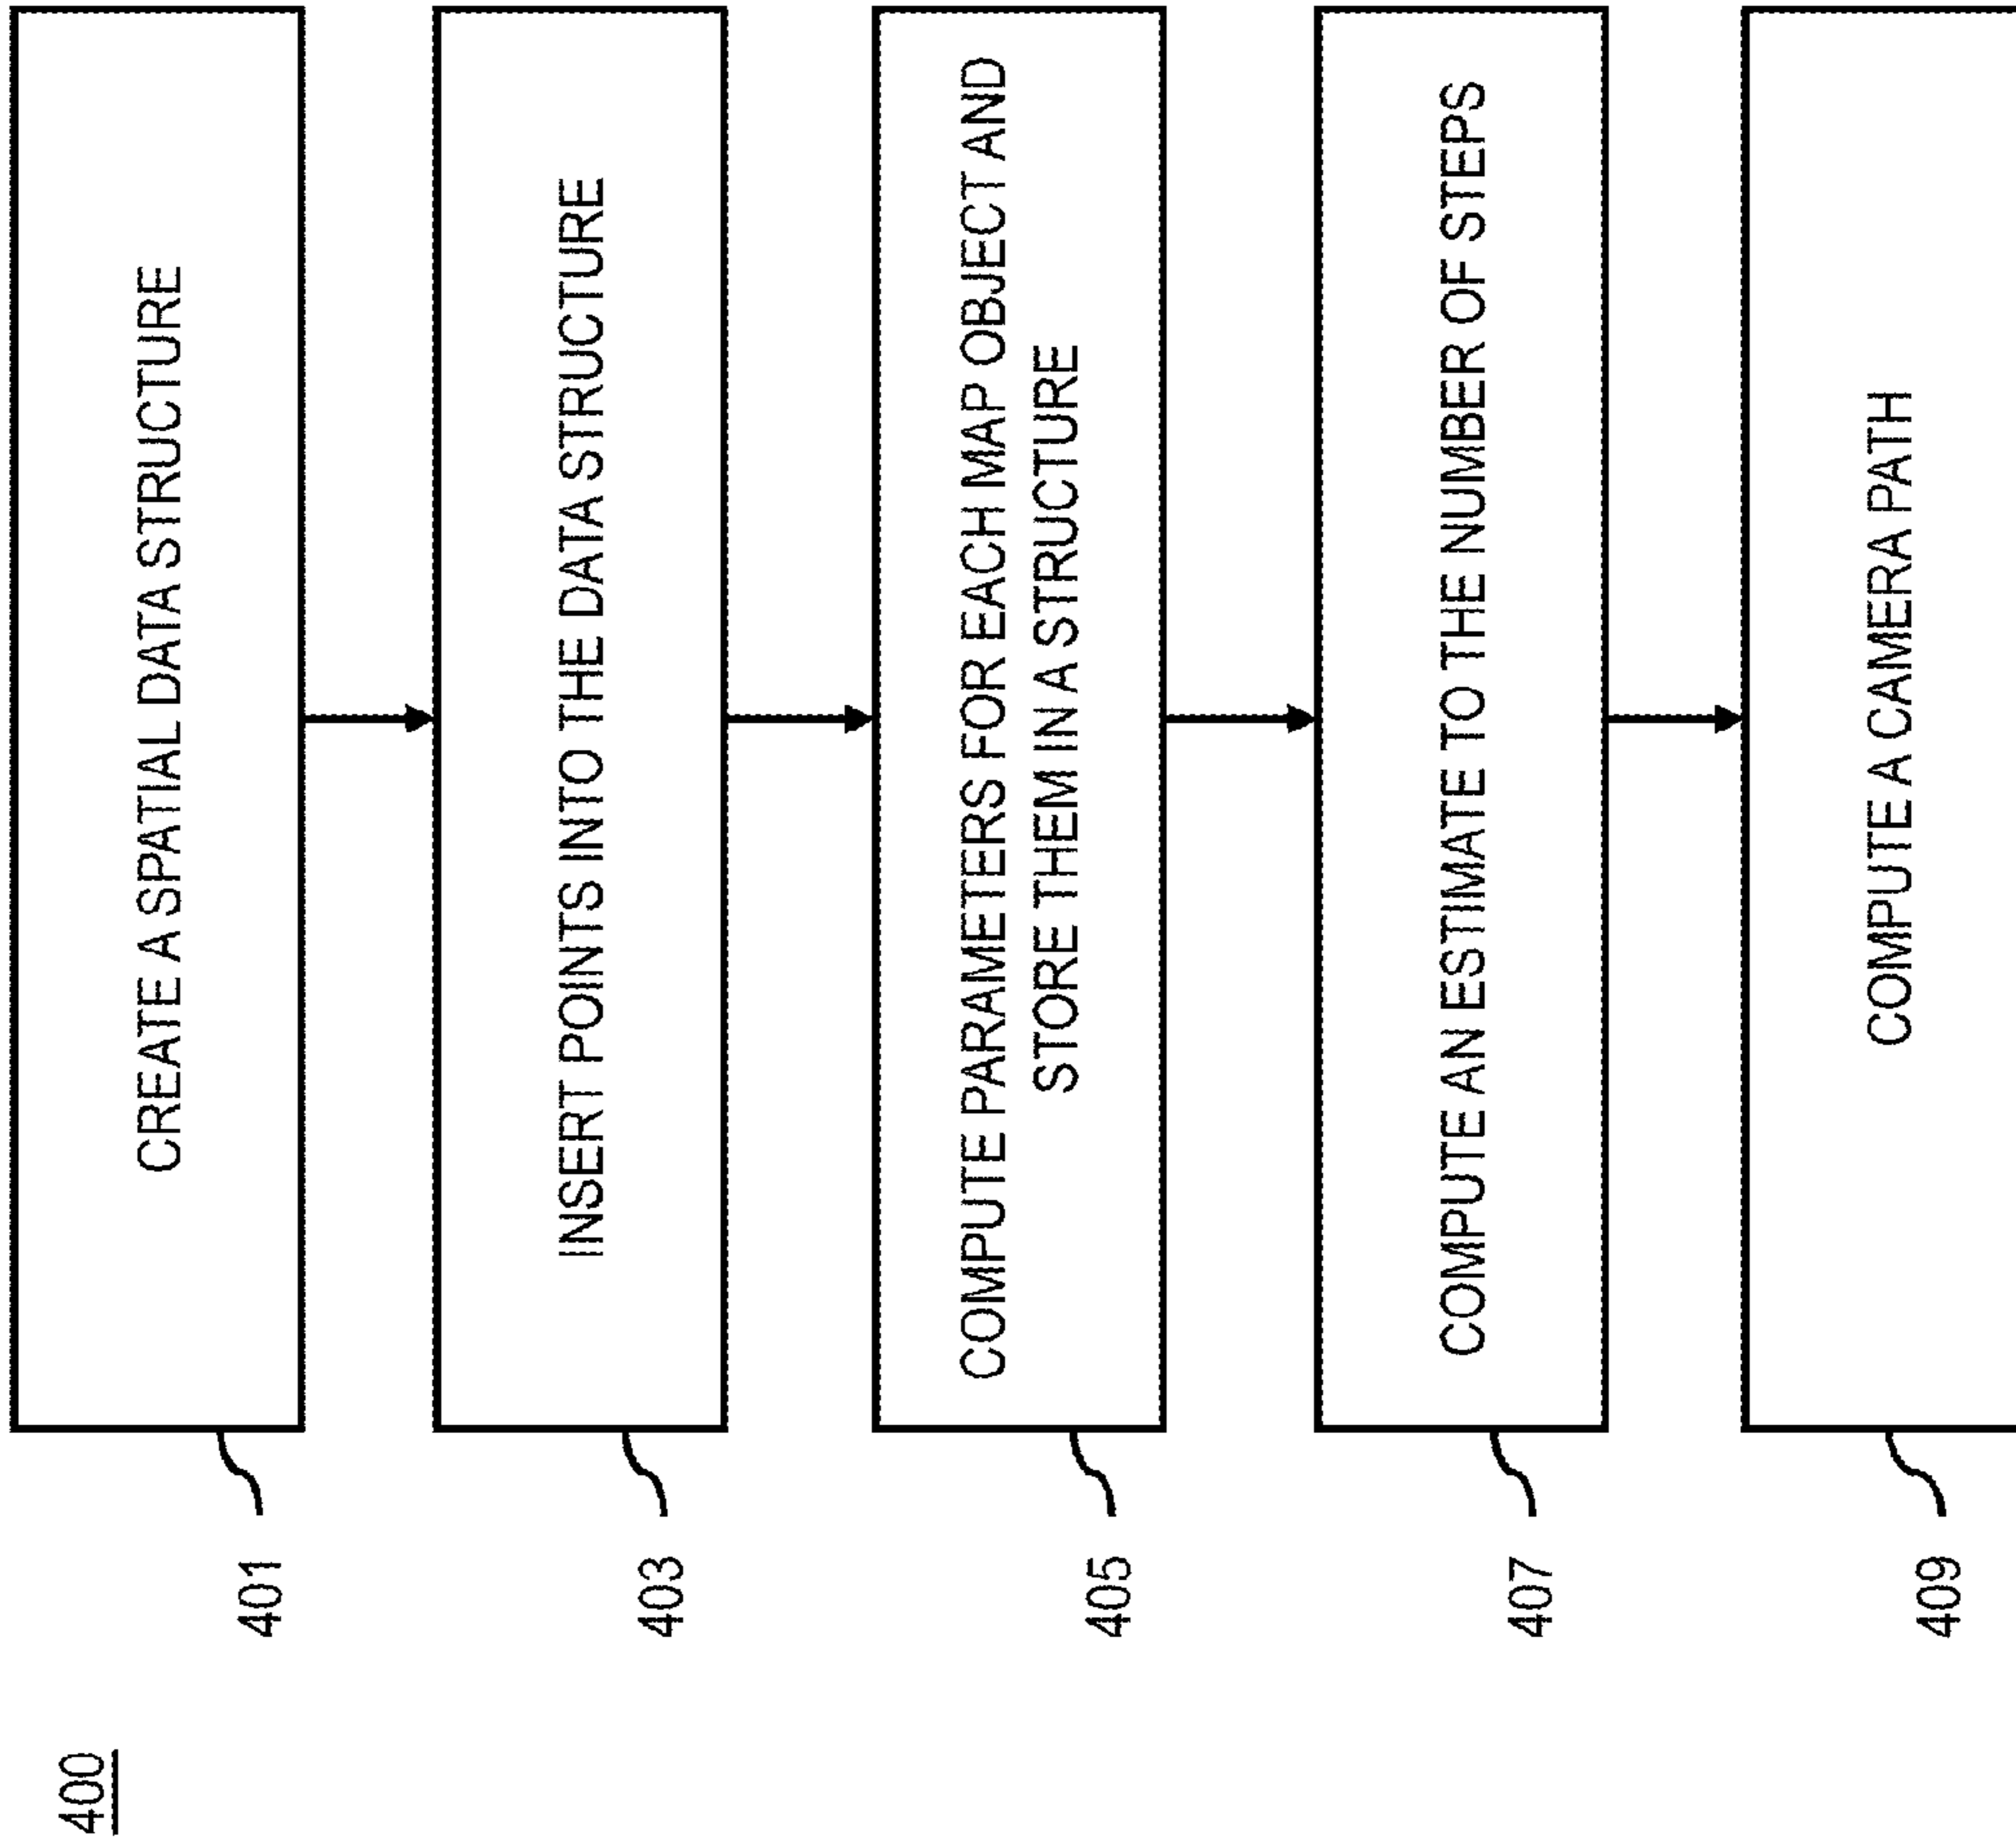 400
401
CREATE A SPATIAL DATA STRUCTURE
403
INSERT POINTS INTO THE DATA STRUCTURE
405
COMPUTE PARAMETERS FOR EACH MAP OBJECT AND
STORE THEM IN A STRUCTURE
407
COMPUTE AN ESTIMATE TO THE NUMBER OF STEPS
409
COMPUTE A CAMERA PATH